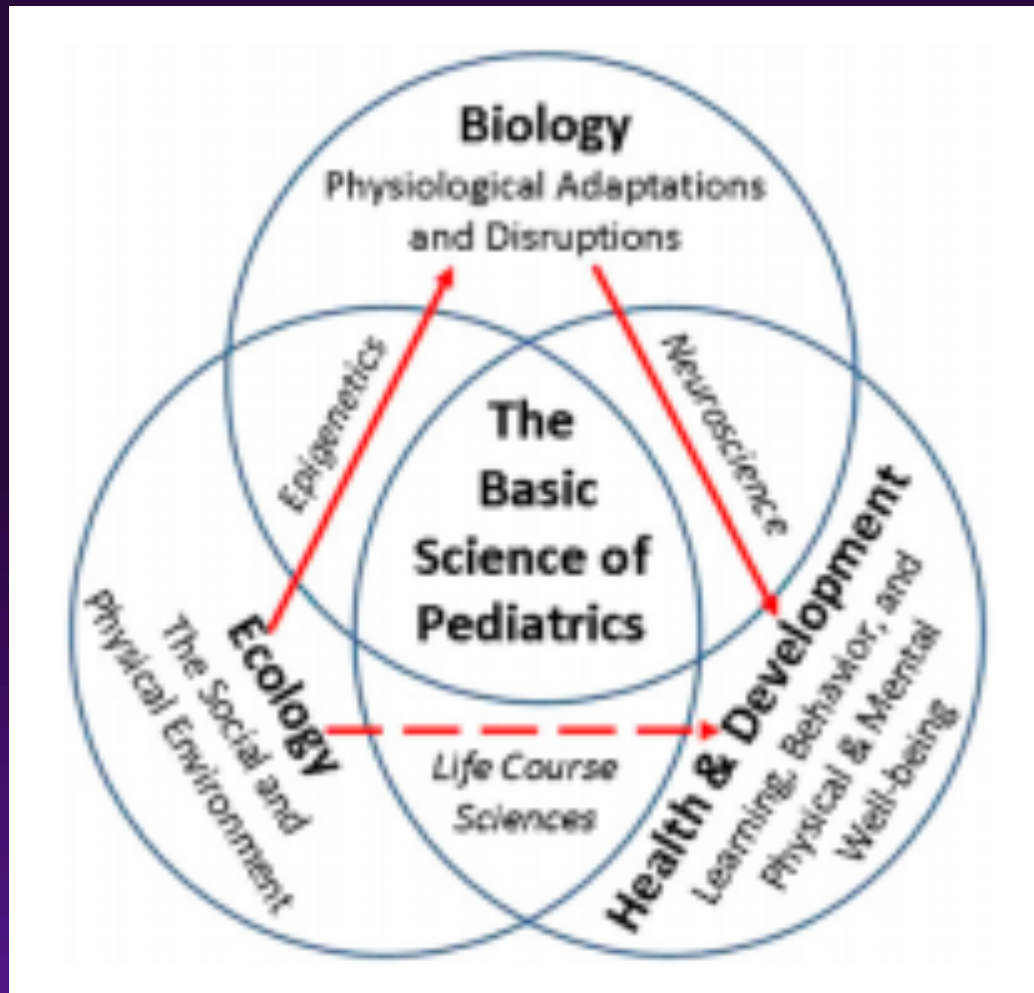 Biology
Physiological Adaptations
and Disruptions
Epigenetics
Neuroscience
The
Basic
Science of
Pediatrics
Ecology
The Social and
Physical Environment
Life Course
Sciences
Health & Development
Learning, Behavior, and
Physical & Mental
Well-being